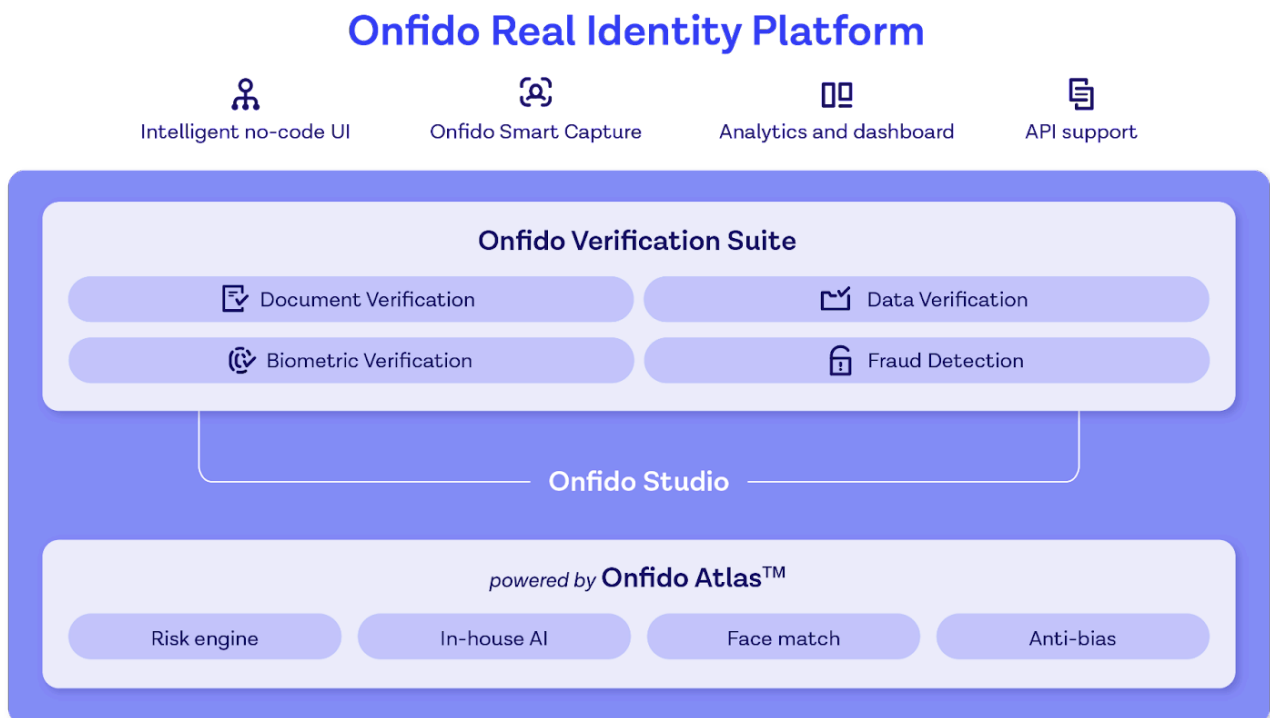 Onfido Real Identity Platform
Intelligent no-code UI
Onfido Smart Capture
Analytics and dashboard
API support
Onfido Verification Suite
Document Verification
Data Verification
Biometric Verification
Fraud Detection
Onfido Studio
powered by Onfido Atlas™
Risk engine
In-house AI
Face match
Anti-bias